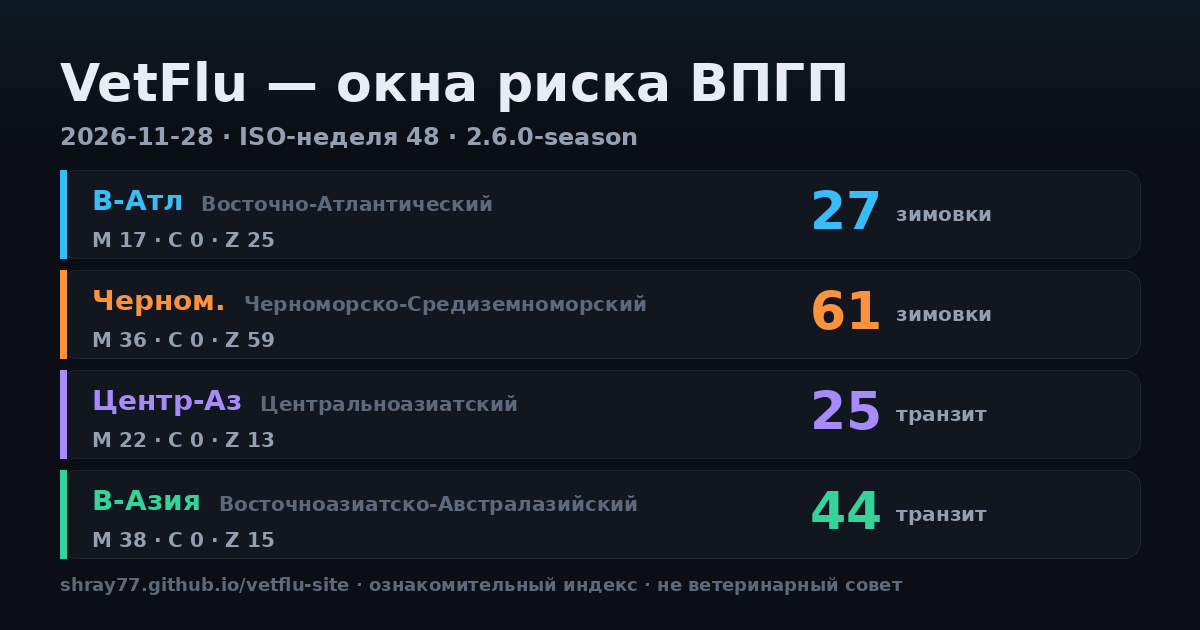 VetFlu — окна риска ВПГП
2026-11-28 · ISO-неделя 48 · 2.6.0-season
В-Атл Восточно-Атлантический 27 зимовки
M 17 · C 0 · Z 25
Черном. Черноморско-Средиземноморский 61 зимовки
M 36 · C 0 · Z 59
Центр-Аз Центральноазиатский 25 транзит
M 22 · C 0 · Z 13
В-Азия Восточноазиатско-Австралазийский 44 транзит
M 38 · C 0 · Z 15
shray77.github.io/vetflu-site · ознакомительный индекс · не ветеринарный совет